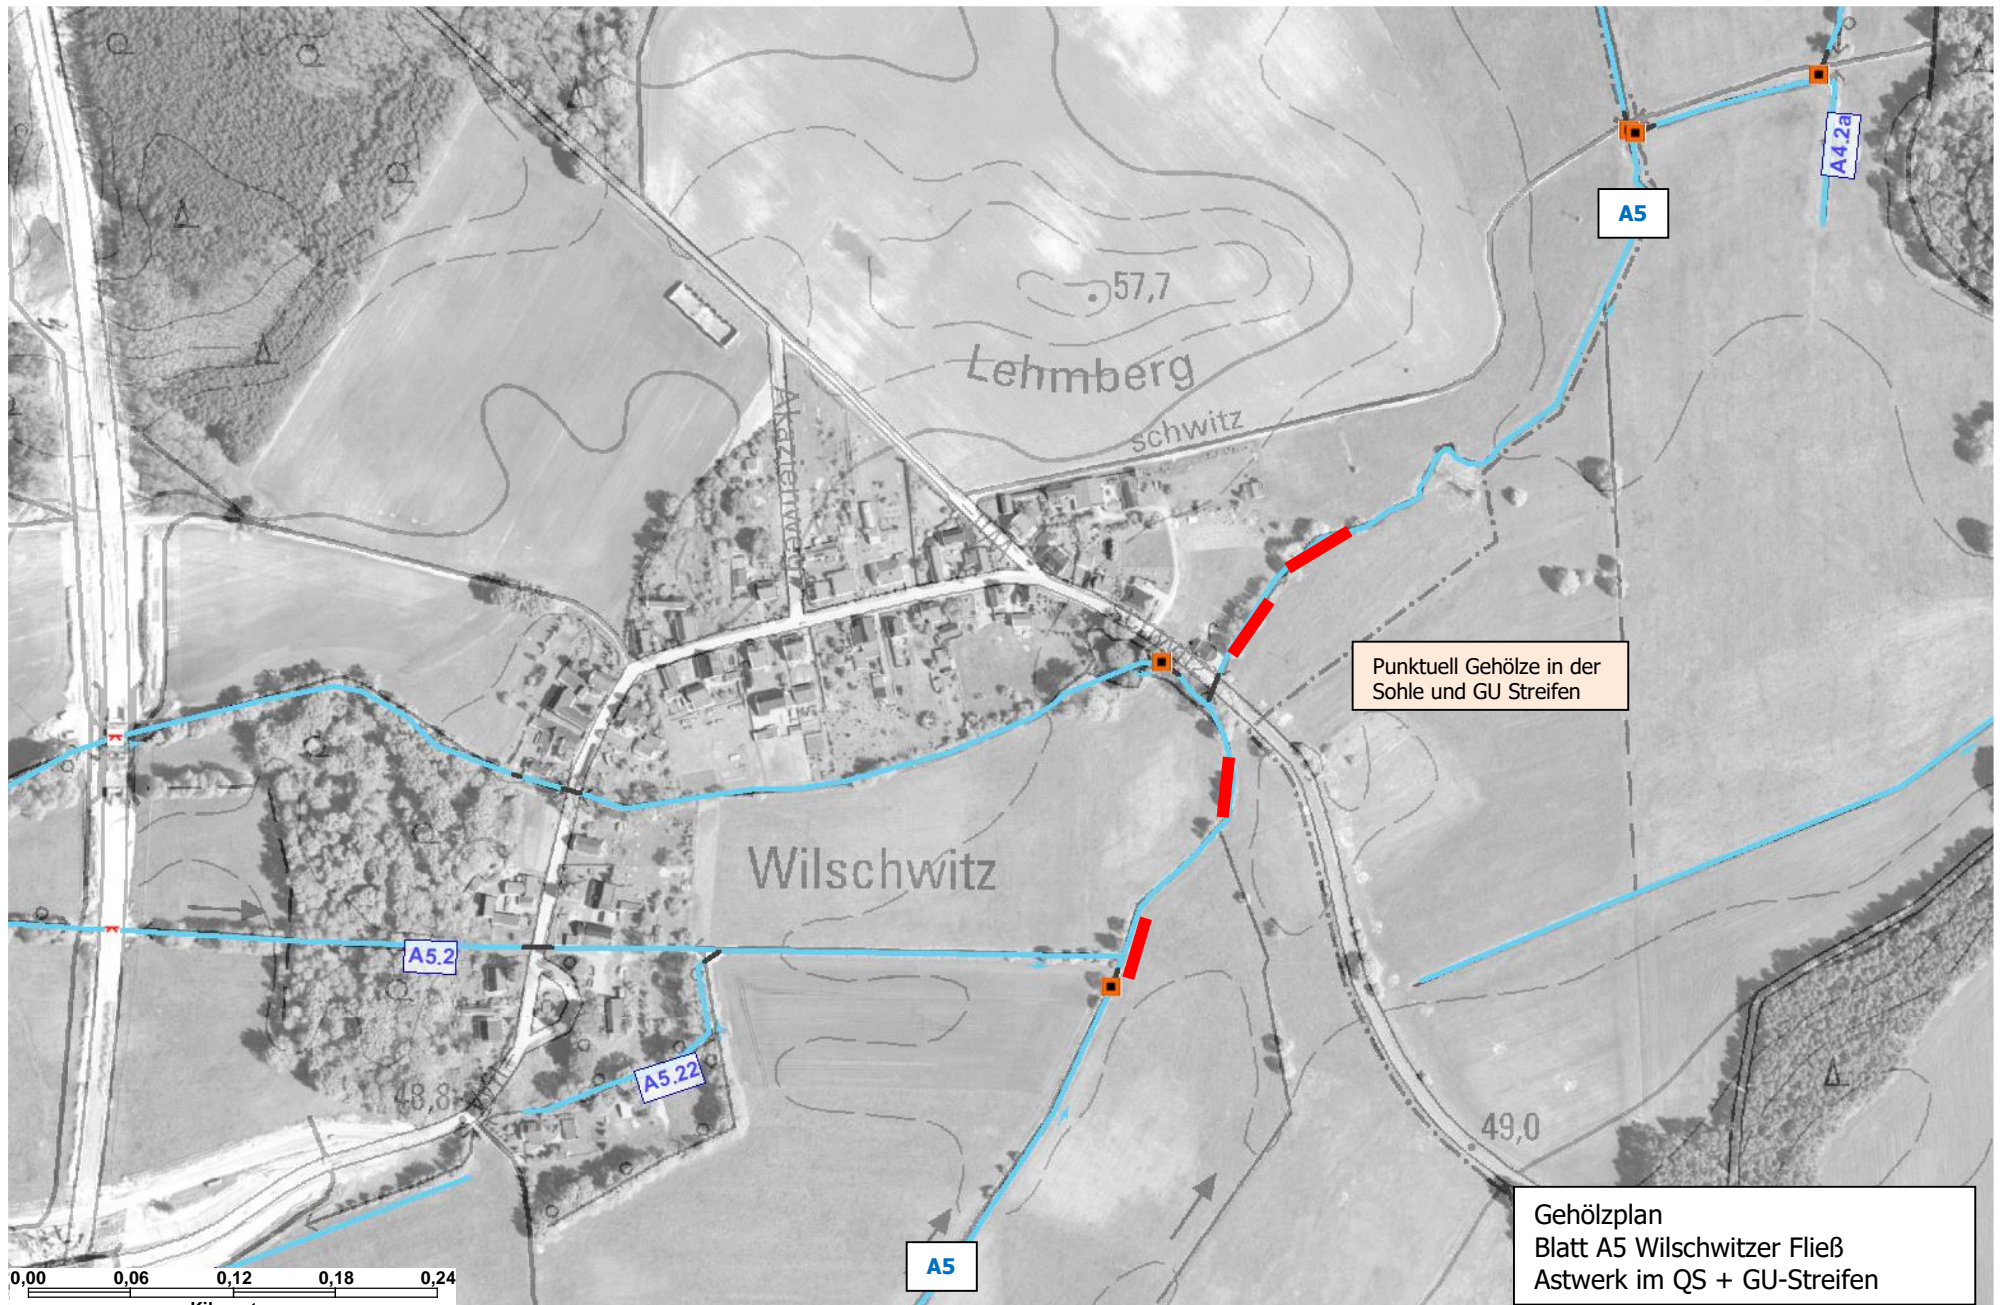 A4.2a
A5
57,7
Lehmberg
schwitz
Akazienweg
Punktuell Gehölze in der
Sohle und GU Streifen
Wilschwitz
A5.2
A5.22
48,8
49,0
A5
Gehölzplan
Blatt A5 Wilschwitzer Fließ
Astwerk im QS + GU-Streifen
0,00 0,06 0,12 0,18 0,24